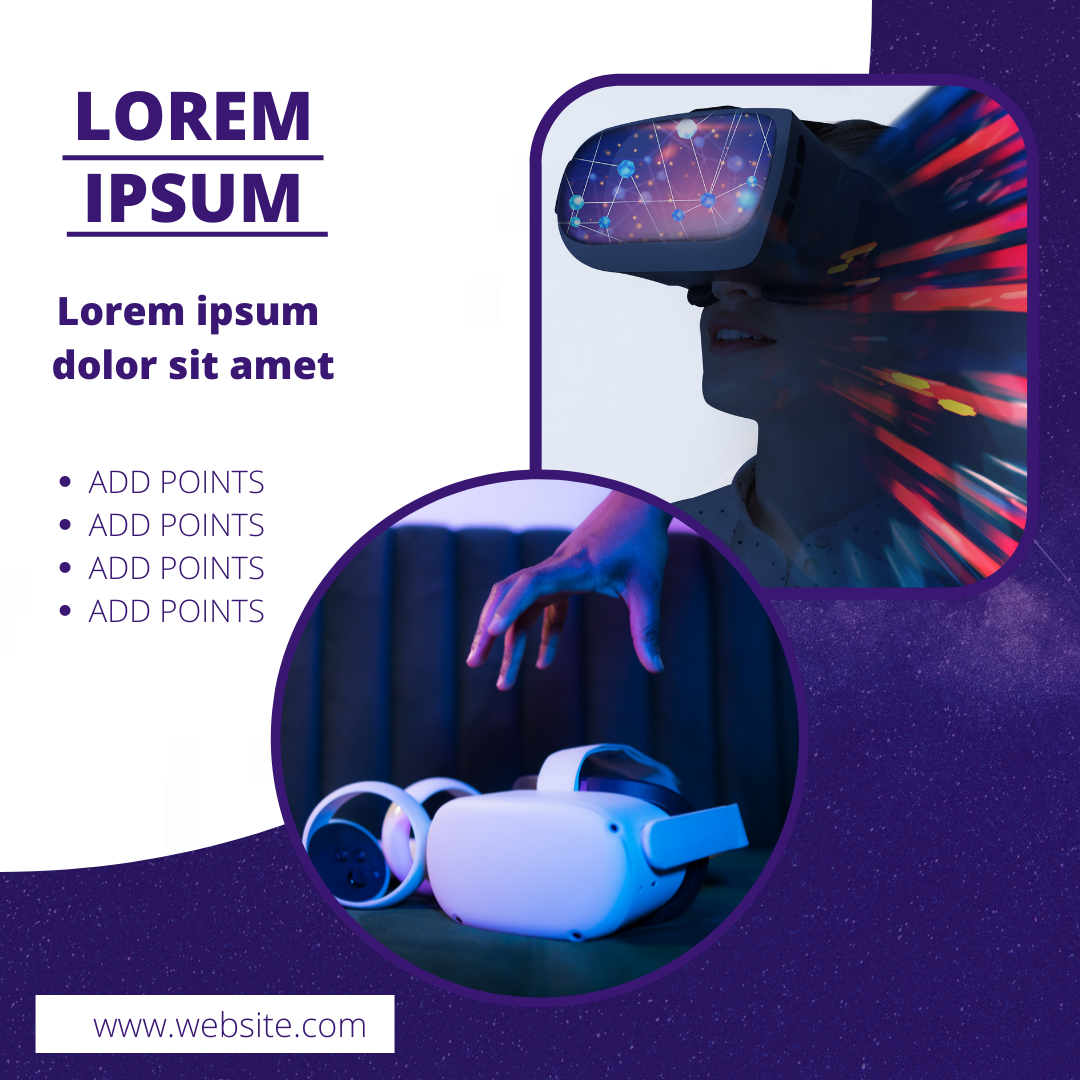 LOREM
IPSUM
Lorem ipsum
dolor sit amet
• ADD POINTS
• ADD POINTS
• ADD POINTS
• ADD POINTS
www.website.com